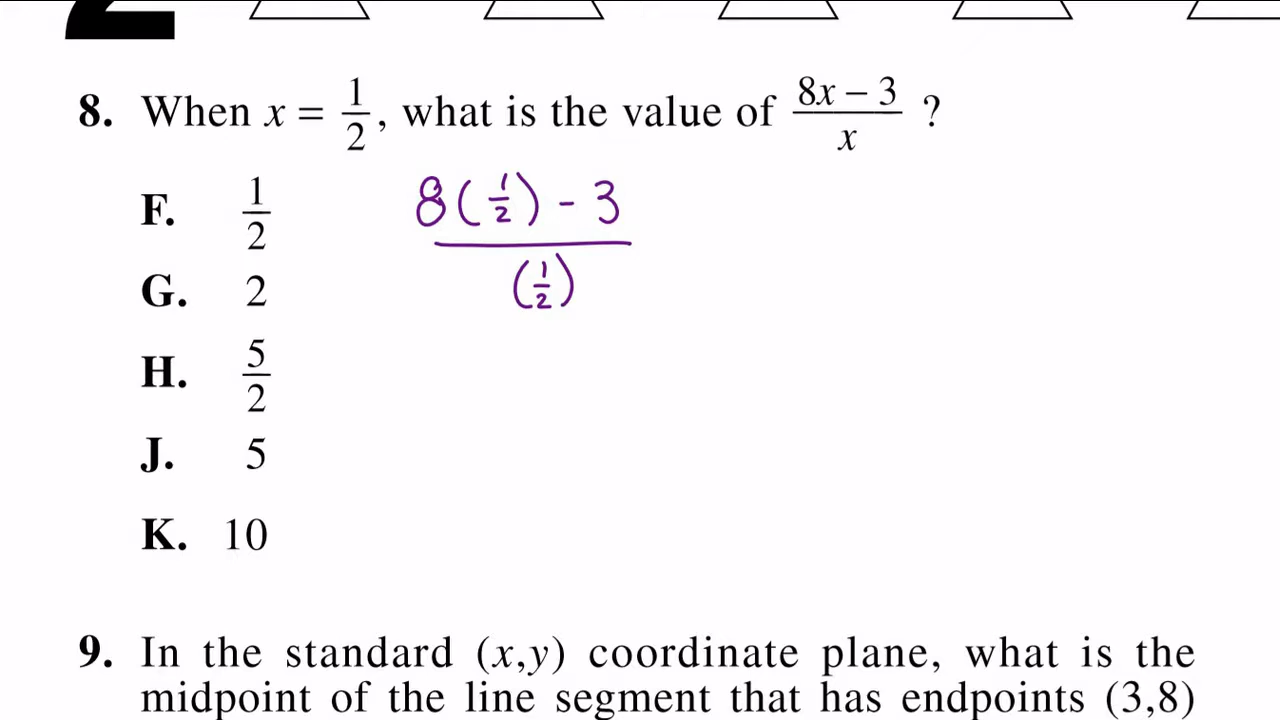 8. When x = 1/2, what is the value of (8x − 3)/x ?
F. 1/2
8(1/2) - 3
(1/2)
G. 2
H. 5/2
J. 5
K. 10
9. In the standard (x,y) coordinate plane, what is the
midpoint of the line segment that has endpoints (3,8)